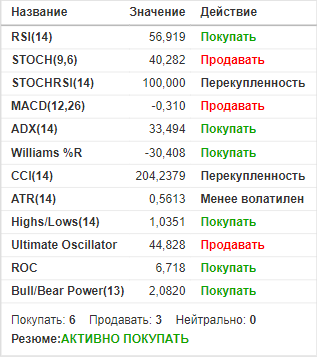 Название Значение Действие
RSI(14) 56,919 Покупать
STOCH(9,6) 40,282 Продавать
STOCHRSI(14) 100,000 Перекупленность
MACD(12,26) -0,310 Продавать
ADX(14) 33,494 Покупать
Williams %R -30,408 Покупать
CCI(14) 204,2379 Перекупленность
ATR(14) 0,5613 Менее волатилен
Highs/Lows(14) 1,0351 Покупать
Ultimate Oscillator 44,828 Продавать
ROC 6,718 Покупать
Bull/Bear Power(13) 2,0820 Покупать
Покупать: 6 Продавать: 3 Нейтрально: 0
Резюме:АКТИВНО ПОКУПАТЬ